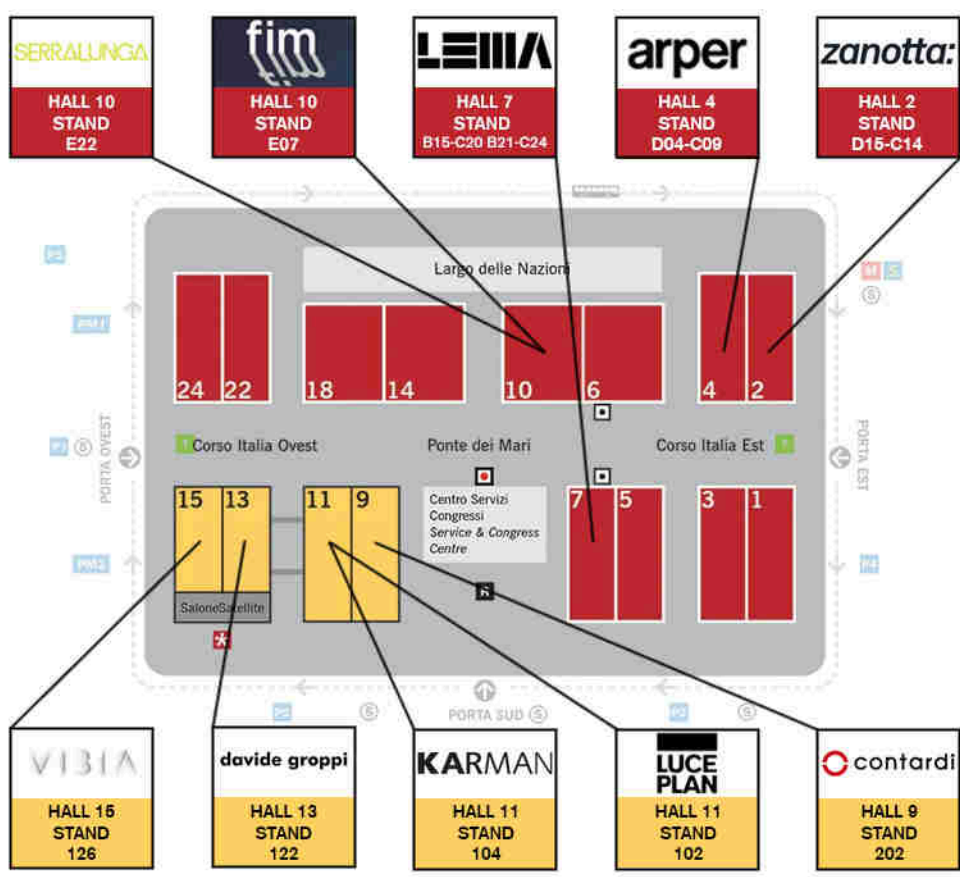 SERRALUNGA
HALL 10
STAND
E22
fim
HALL 10
STAND
E07
LEMA
HALL 7
STAND
B15-C20 B21-C24
arper
HALL 4
STAND
D04-C09
zanotta:
HALL 2
STAND
D15-C14
Largo delle Nazioni
P5
M S
S
PM1
24 22
18 14
10 6
4 2
P1 S
PORTA OVEST
Corso Italia Ovest
Ponte dei Mari
Corso Italia Est
PORTA EST
15 13
11 9
Centro Servizi
Congressi
Service & Congress
Centre
7 5
3 1
PM2
P4
SaloneSatellite
PORTA SUD S
S
S
VIBIA
HALL 15
STAND
126
davide groppi
HALL 13
STAND
122
KARMAN
HALL 11
STAND
104
LUCE
PLAN
HALL 11
STAND
102
contardi
HALL 9
STAND
202